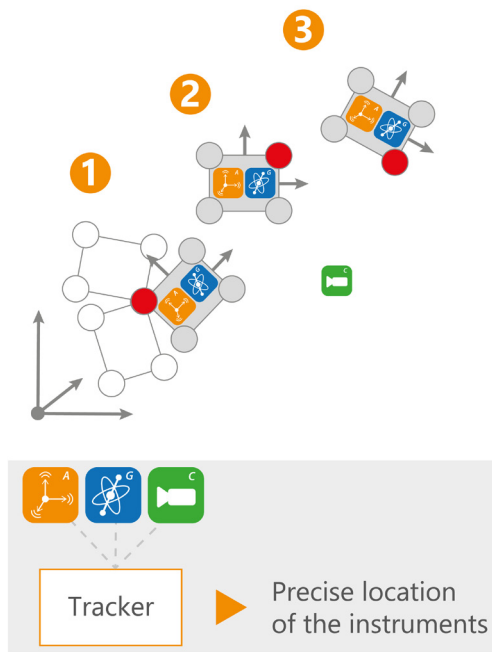 3
2
A
G
1
A
G
C
A
G
A G C
Tracker
Precise location
of the instruments